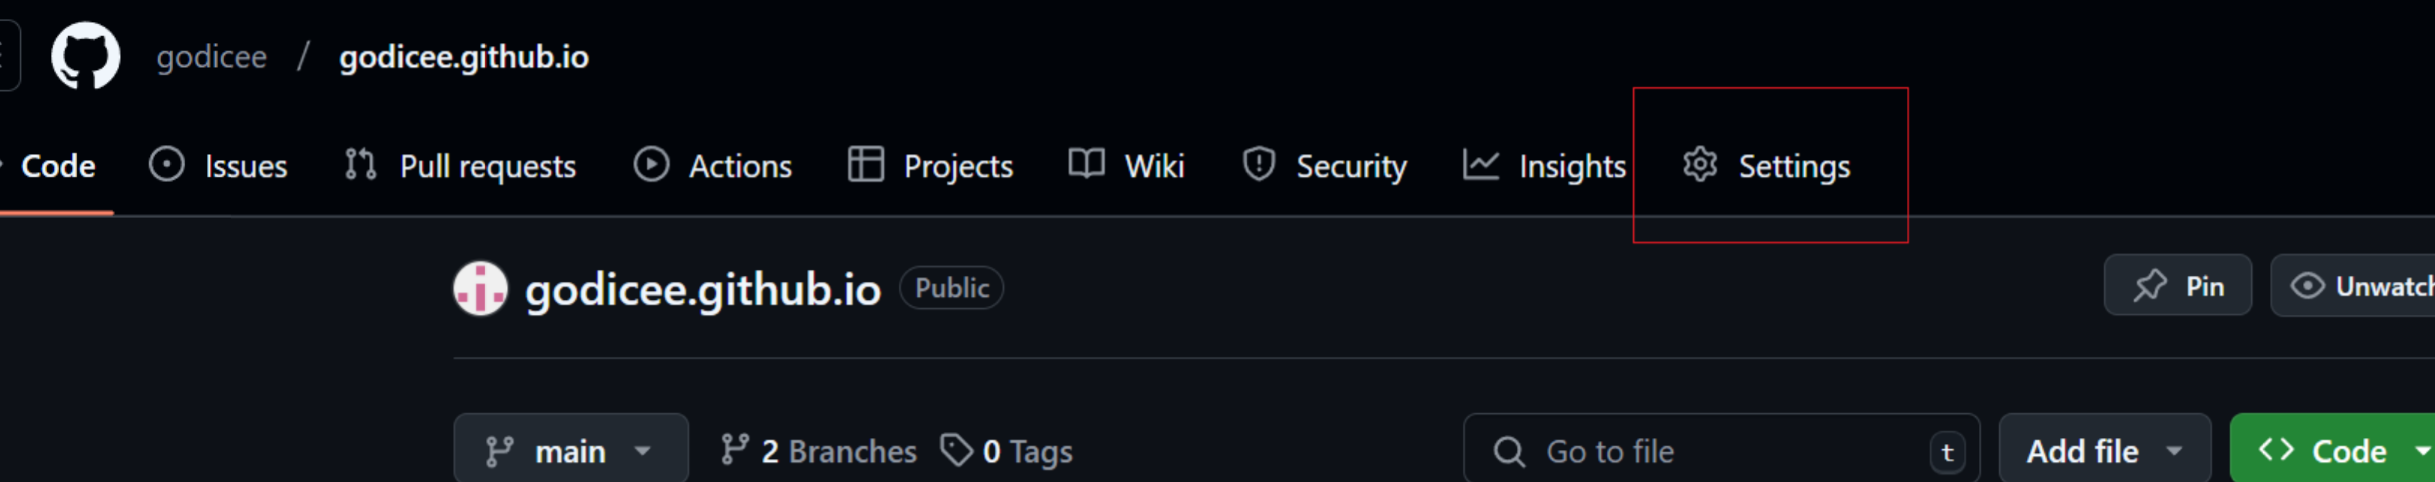 godicee / godicee.github.io
Code Issues Pull requests Actions Projects Wiki Security Insights Settings
godicee.github.io Public Pin Unwatch
main 2 Branches 0 Tags Go to file t Add file Code